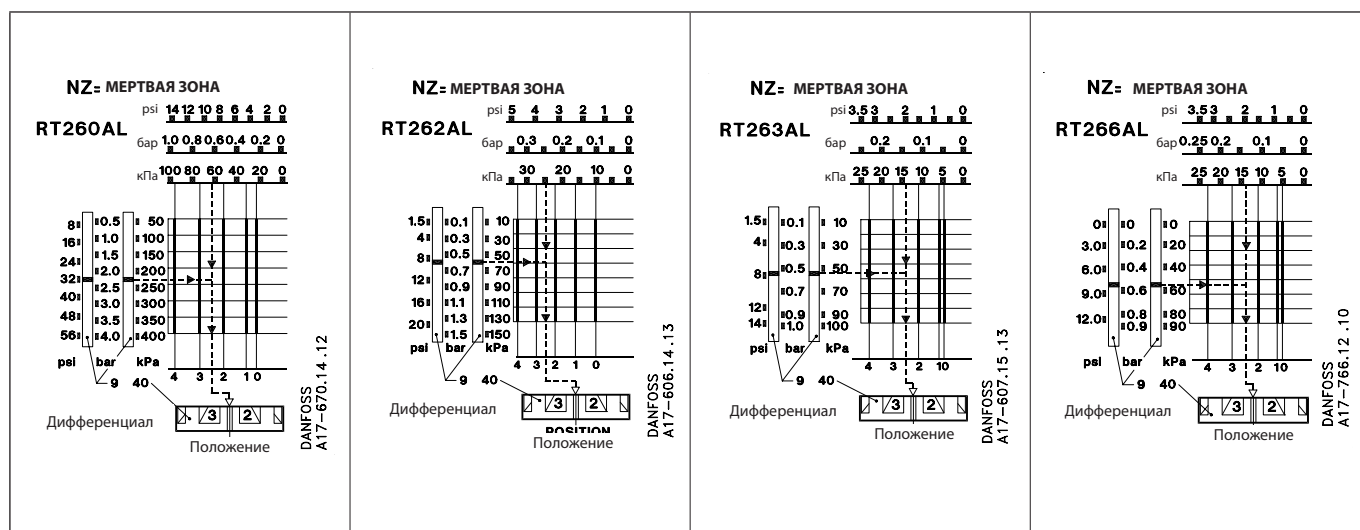 NZ= МЕРТВАЯ ЗОНА
psi 14 12 10 8 6 4 2 0
RT260AL
бар 1.0 0.8 0.6 0.4 0.2 0
кПа 100 80 60 40 20 0
8 0.5 50
16 1.0 100
1.5 150
24 2.0 200
32 2.5 250
40 3.0 300
48 3.5 350
56 4.0 400
psi bar kPa 4 3 2 1 0
9 40
3 2
Дифференциал
Положение
DANFOSS
A17-670.14.12
NZ= МЕРТВАЯ ЗОНА
psi 5 4 3 2 1 0
RT262AL
бар 0.3 0.2 0.1 0
кПа 30 20 10 0
1.5 0.1 10
4 0.3 30
8 0.5 50
0.7 70
12 0.9 90
16 1.1 110
20 1.3 130
1.5 150
psi bar kPa 4 3 2 1 0
9 40
3 2
Дифференциал
POSITION
Положение
DANFOSS
A17-606.14.13
NZ= МЕРТВАЯ ЗОНА
psi 3.5 3 2 1 0
RT263AL
бар 0.2 0.1 0
кПа 25 20 15 10 5 0
1.5 0.1 10
4 0.3 30
8 0.5 50
0.7 70
12 0.9 90
14 1.0 100
psi bar kPa 4 3 2 1 0
9 40
3 2
Дифференциал
Положение
DANFOSS
A17-607.15.13
NZ= МЕРТВАЯ ЗОНА
psi 3.5 3 2 1 0
RT266AL
бар 0.25 0.2 0.1 0
кПа 25 20 15 10 5 0
0 0 0
3.0 0.2 20
6.0 0.4 40
9.0 0.6 60
12.0 0.8 80
0.9 90
psi bar kPa 4 3 2 1 0
9 40
3 2
Дифференциал
Положение
DANFOSS
A17-766.12.10